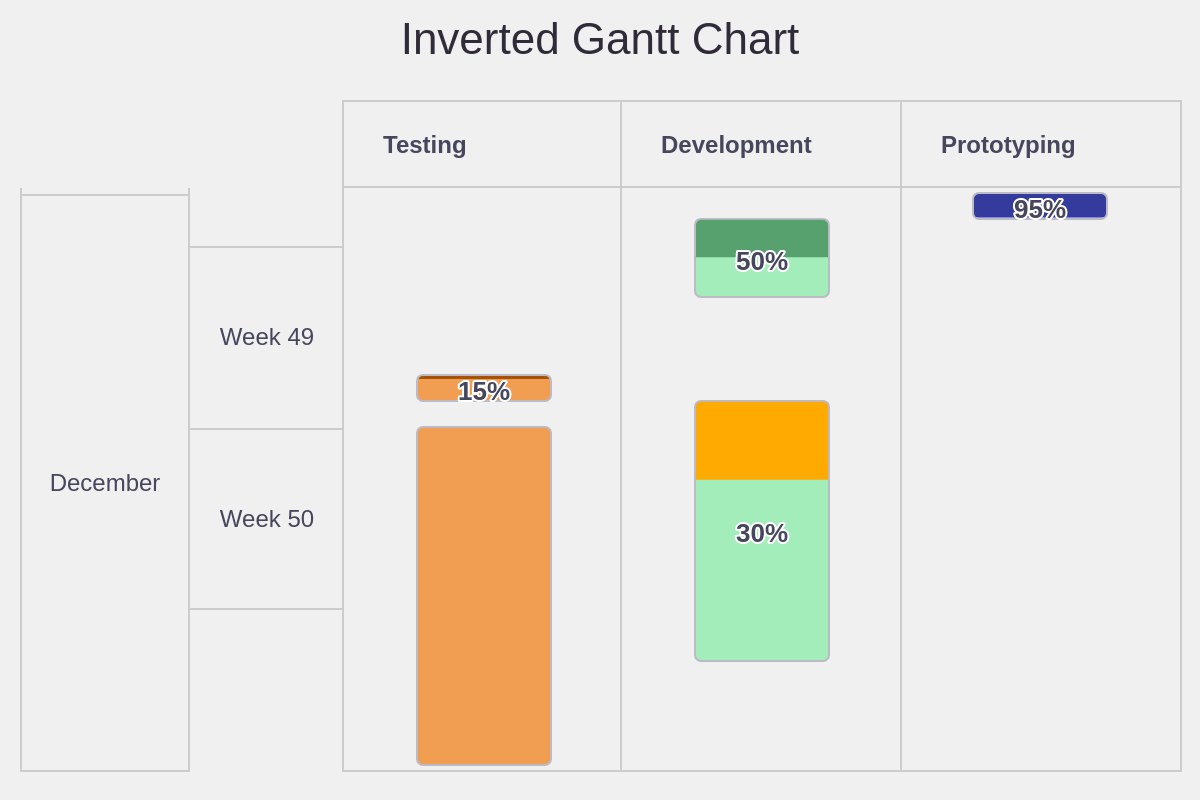 Inverted Gantt Chart
Testing
Development
Prototyping
95%
50%
Week 49
15%
December
Week 50
30%